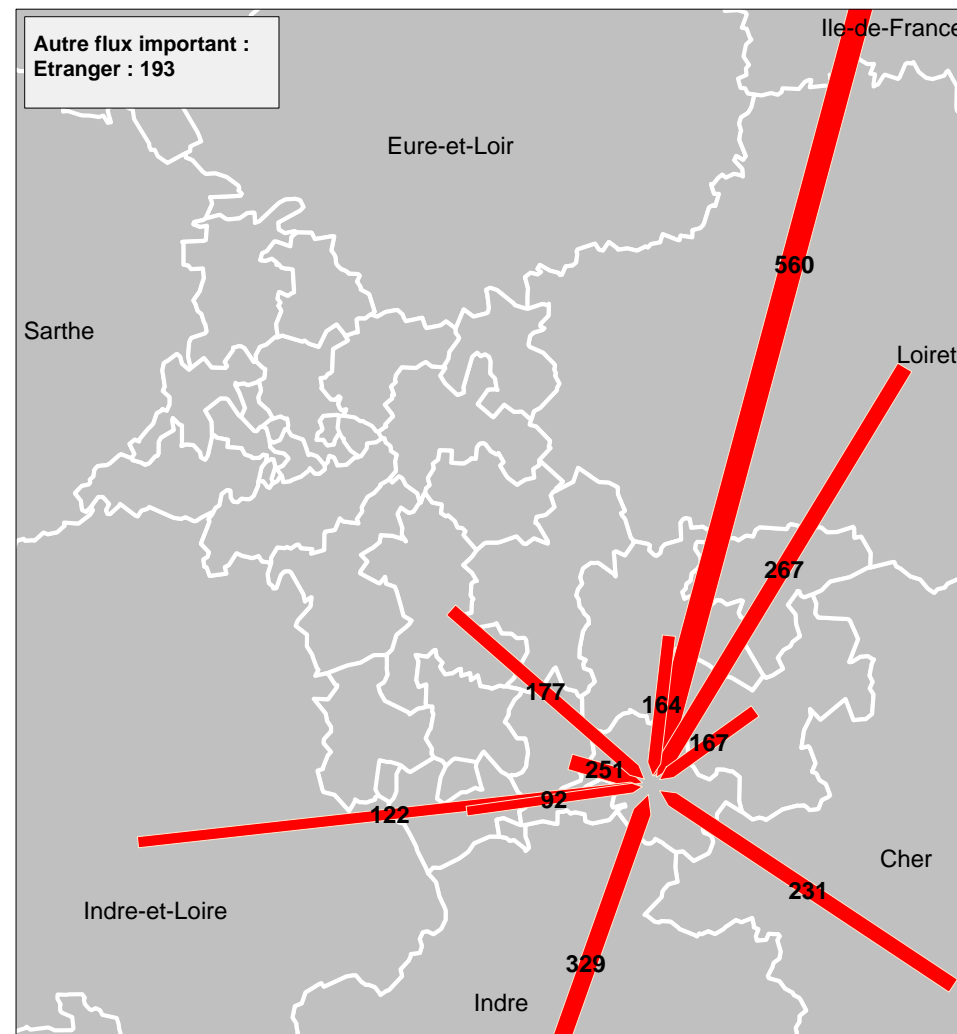 Autre flux important :
Etranger : 193
Ile-de-France
Eure-et-Loir
560
Sarthe
Loiret
267
177
164
167
251
92
122
Cher
231
Indre-et-Loire
329
Indre